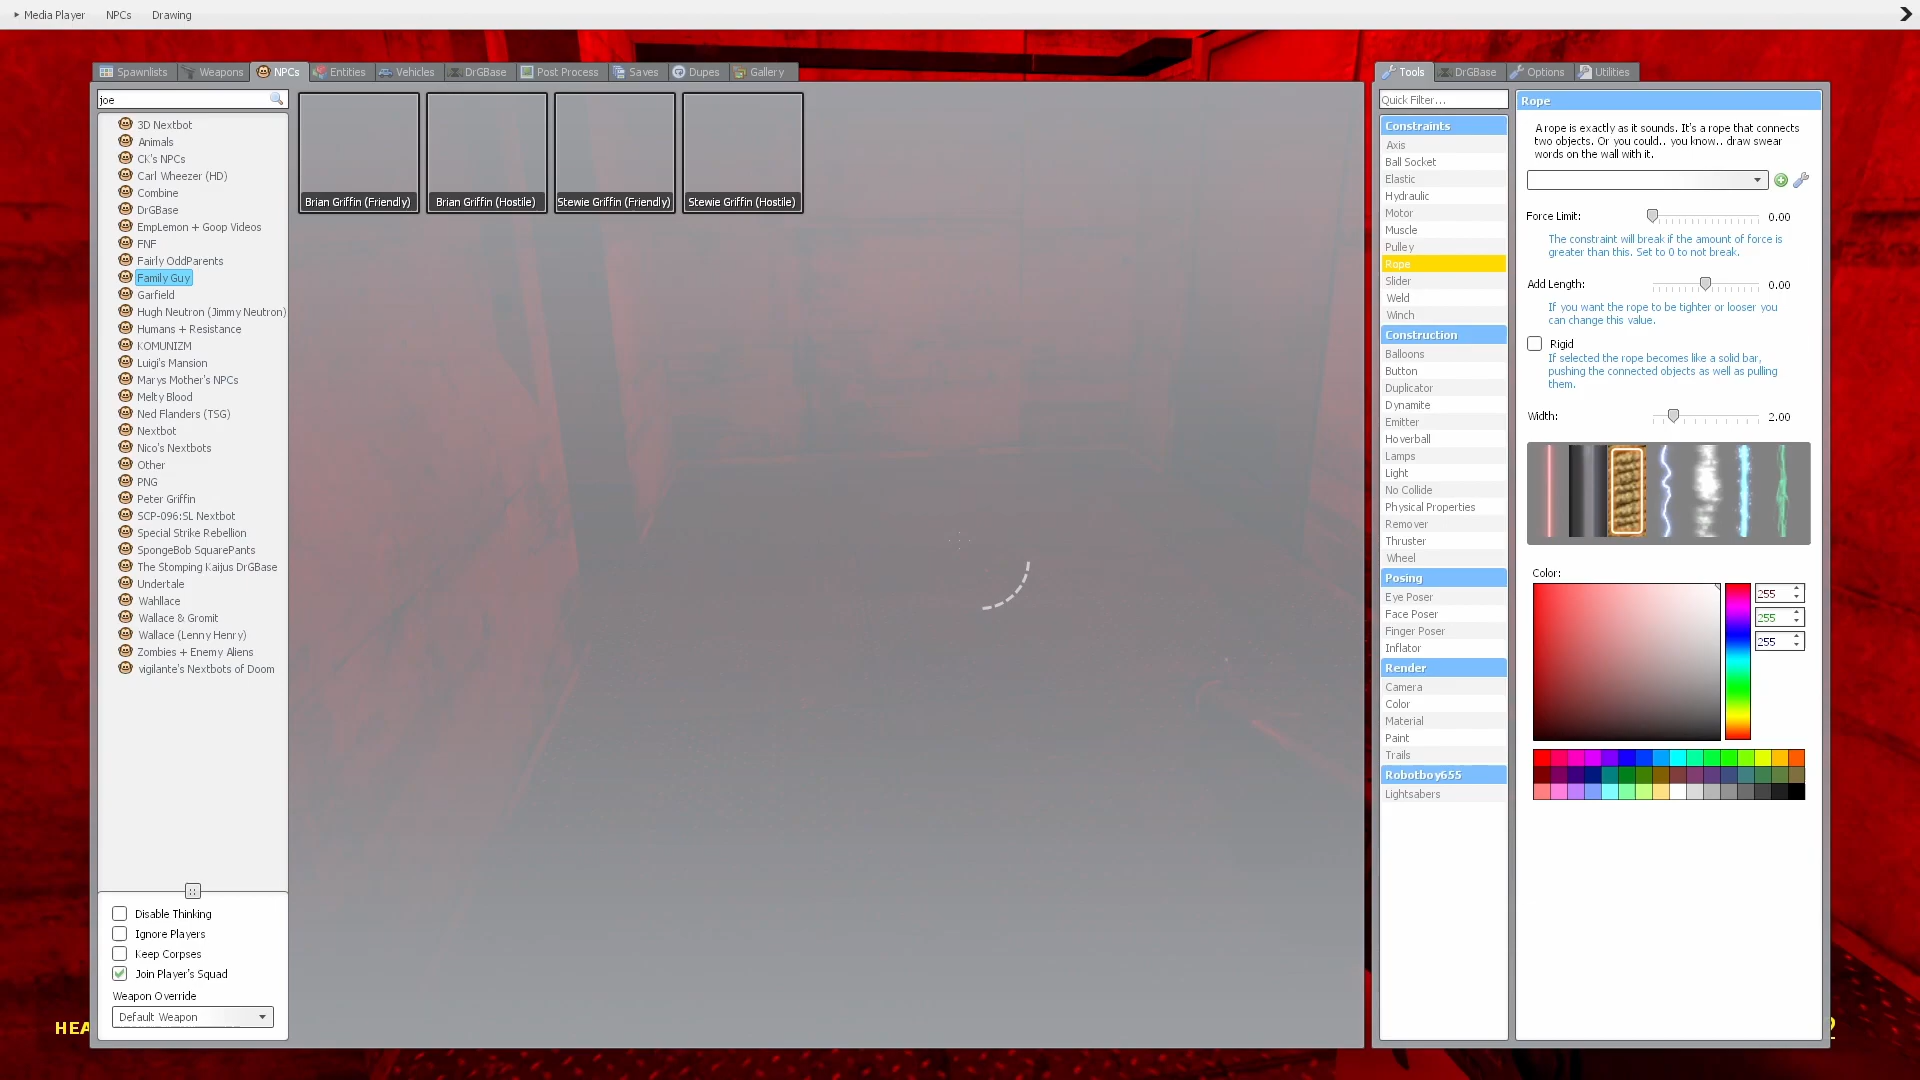 Media Player NPCs Drawing
Spawnlists Weapons NPCs Entities Vehicles DrGBase Post Process Saves Dupes Gallery
joe
3D Nextbot
Animals
CK's NPCs
Carl Wheezer (HD)
Combine
DrGBase
EmpLemon + Goop Videos
FNF
Fairly OddParents
Family Guy
Garfield
Hugh Neutron (Jimmy Neutron)
Humans + Resistance
KOMUNIZM
Luigi's Mansion
Marys Mother's NPCs
Melty Blood
Ned Flanders (TSG)
Nextbot
Nico's Nextbots
Other
PNG
Peter Griffin
SCP-096:SL Nextbot
Special Strike Rebellion
SpongeBob SquarePants
The Stomping Kaijus DrGBase
Undertale
Wahllace
Wallace & Gromit
Wallace (Lenny Henry)
Zombies + Enemy Aliens
vigilante's Nextbots of Doom
Disable Thinking
Ignore Players
Keep Corpses
Join Player's Squad
Weapon Override
Default Weapon
HEA
Brian Griffin (Friendly) Brian Griffin (Hostile) Stewie Griffin (Friendly) Stewie Griffin (Hostile)
Tools DrGBase Options Utilities
Quick Filter...
Constraints
Axis
Ball Socket
Elastic
Hydraulic
Motor
Muscle
Pulley
Rope
Slider
Weld
Winch
Construction
Balloons
Button
Duplicator
Dynamite
Emitter
Hoverball
Lamps
Light
No Collide
Physical Properties
Remover
Thruster
Wheel
Posing
Eye Poser
Face Poser
Finger Poser
Inflator
Render
Camera
Color
Material
Paint
Trails
Robotboy655
Lightsabers
Rope
A rope is exactly as it sounds. It's a rope that connects
two objects. Or you could.. you know.. draw swear
words on the wall with it.
Force Limit: 0.00
The constraint will break if the amount of force is
greater than this. Set to 0 to not break.
Add Length: 0.00
If you want the rope to be tighter or looser you
can change this value.
Rigid
If selected the rope becomes like a solid bar,
pushing the connected objects as well as pulling
them.
Width: 2.00
Color:
255
255
255